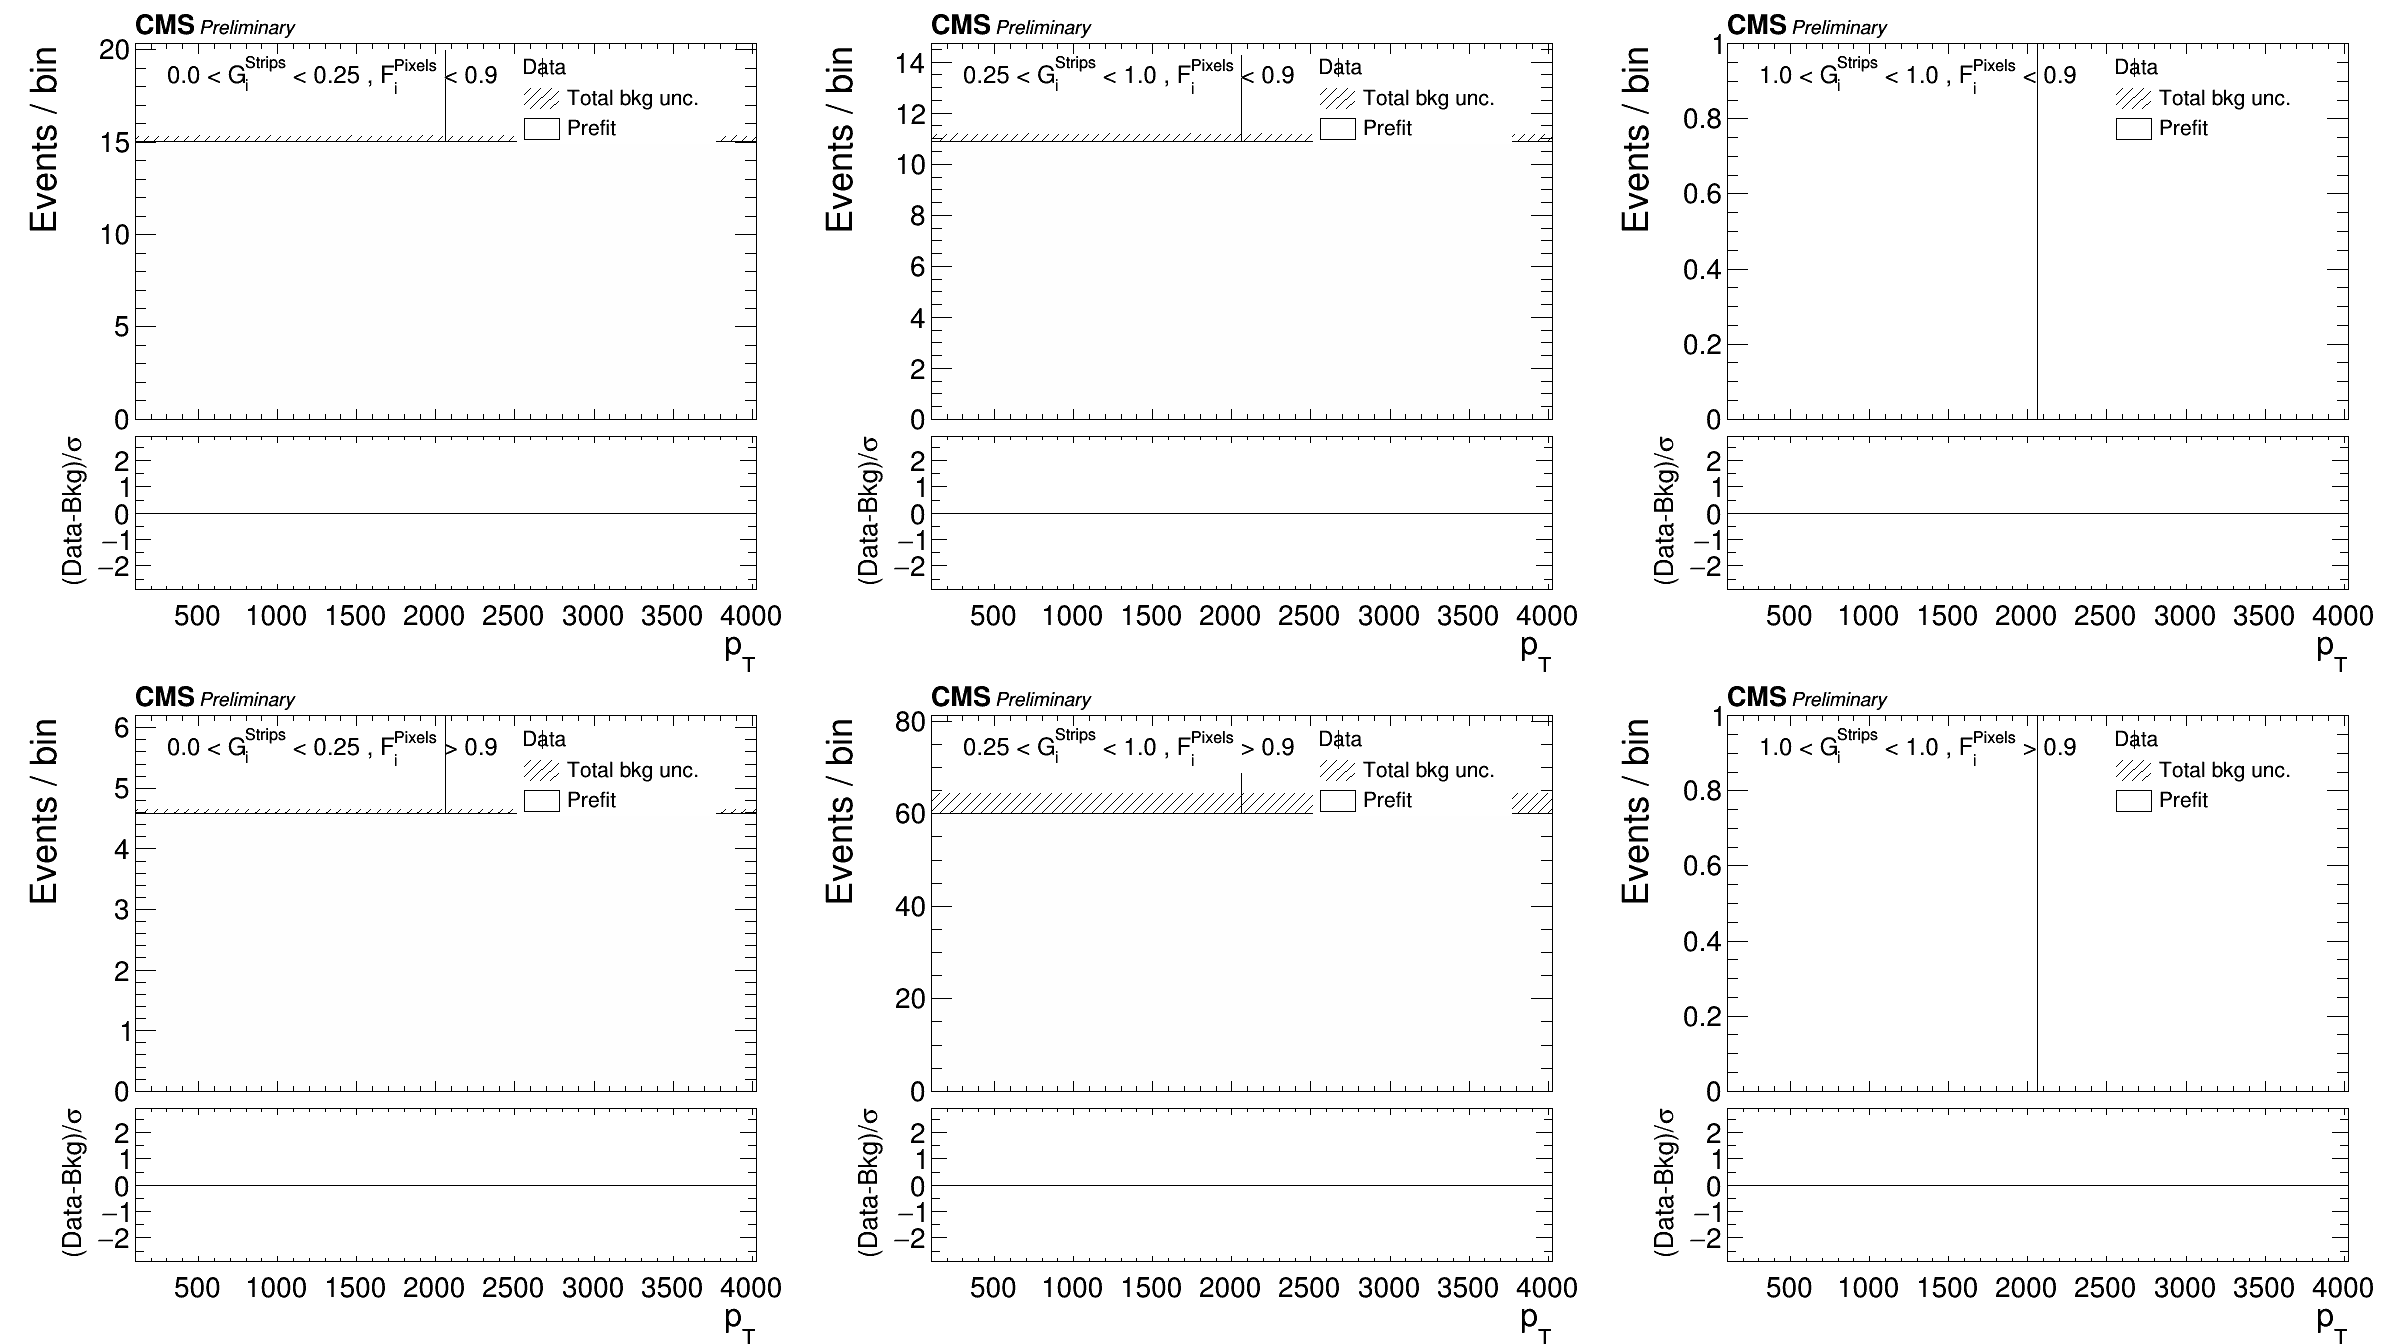 CMS Preliminary
Events / bin
20
15
10
5
0
0.0 < G_i^Strips < 0.25 , F_i^Pixels < 0.9
Data
Total bkg unc.
Prefit
(Data-Bkg)/σ
2
1
0
−1
−2
500 1000 1500 2000 2500 3000 3500 4000
p_T
CMS Preliminary
Events / bin
14
12
10
8
6
4
2
0
0.25 < G_i^Strips < 1.0 , F_i^Pixels < 0.9
Data
Total bkg unc.
Prefit
(Data-Bkg)/σ
2
1
0
−1
−2
500 1000 1500 2000 2500 3000 3500 4000
p_T
CMS Preliminary
Events / bin
1
0.8
0.6
0.4
0.2
0
1.0 < G_i^Strips < 1.0 , F_i^Pixels < 0.9
Data
Total bkg unc.
Prefit
(Data-Bkg)/σ
2
1
0
−1
−2
500 1000 1500 2000 2500 3000 3500 4000
p_T
CMS Preliminary
Events / bin
6
5
4
3
2
1
0
0.0 < G_i^Strips < 0.25 , F_i^Pixels > 0.9
Data
Total bkg unc.
Prefit
(Data-Bkg)/σ
2
1
0
−1
−2
500 1000 1500 2000 2500 3000 3500 4000
p_T
CMS Preliminary
Events / bin
80
60
40
20
0
0.25 < G_i^Strips < 1.0 , F_i^Pixels > 0.9
Data
Total bkg unc.
Prefit
(Data-Bkg)/σ
2
1
0
−1
−2
500 1000 1500 2000 2500 3000 3500 4000
p_T
CMS Preliminary
Events / bin
1
0.8
0.6
0.4
0.2
0
1.0 < G_i^Strips < 1.0 , F_i^Pixels > 0.9
Data
Total bkg unc.
Prefit
(Data-Bkg)/σ
2
1
0
−1
−2
500 1000 1500 2000 2500 3000 3500 4000
p_T